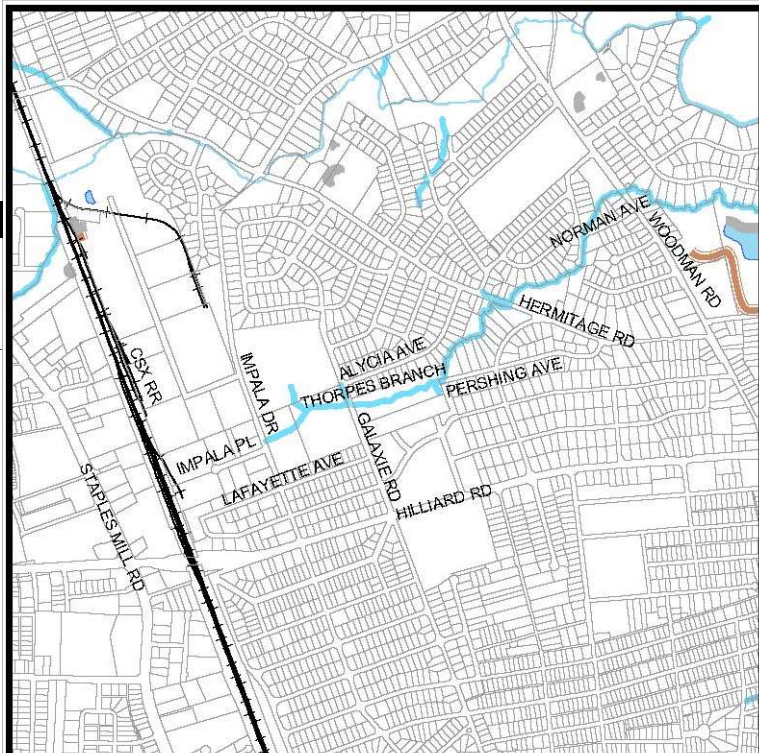 NORMAN AVE
WOODMAN RD
HERMITAGE RD
ALYCIA AVE
THORPES BRANCH
PERSHING AVE
CSX RR
IMPALA DR
IMPALA PL
GALAXIE RD
LAFAYETTE AVE
HILLIARD RD
STAPLES MILL RD